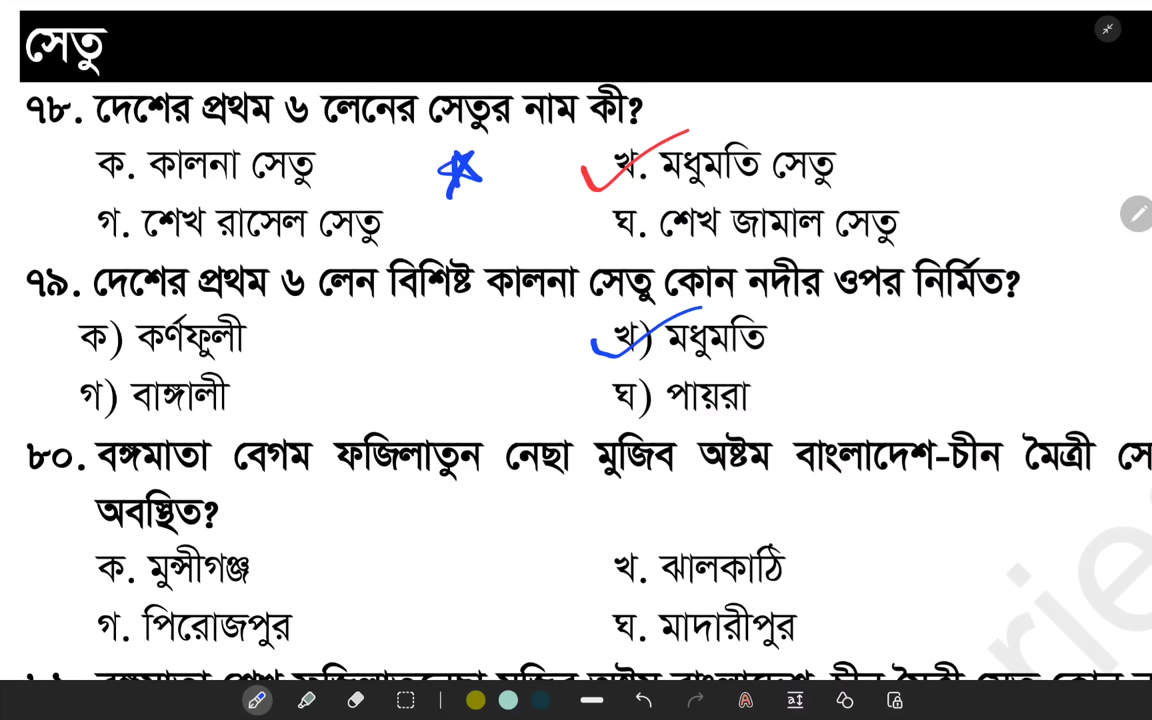 সেতু
৭৮. দেশের প্রথম ৬ লেনের সেতুর নাম কী?
ক. কালনা সেতু খ. মধুমতি সেতু
গ. শেখ রাসেল সেতু ঘ. শেখ জামাল সেতু
৭৯. দেশের প্রথম ৬ লেন বিশিষ্ট কালনা সেতু কোন নদীর ওপর নির্মিত?
ক) কর্ণফুলী খ) মধুমতি
গ) বাঙ্গালী ঘ) পায়রা
৮০. বঙ্গমাতা বেগম ফজিলাতুন নেছা মুজিব অষ্টম বাংলাদেশ-চীন মৈত্রী সে
অবস্থিত?
ক. মুন্সীগঞ্জ খ. ঝালকাঠি
গ. পিরোজপুর ঘ. মাদারীপুর